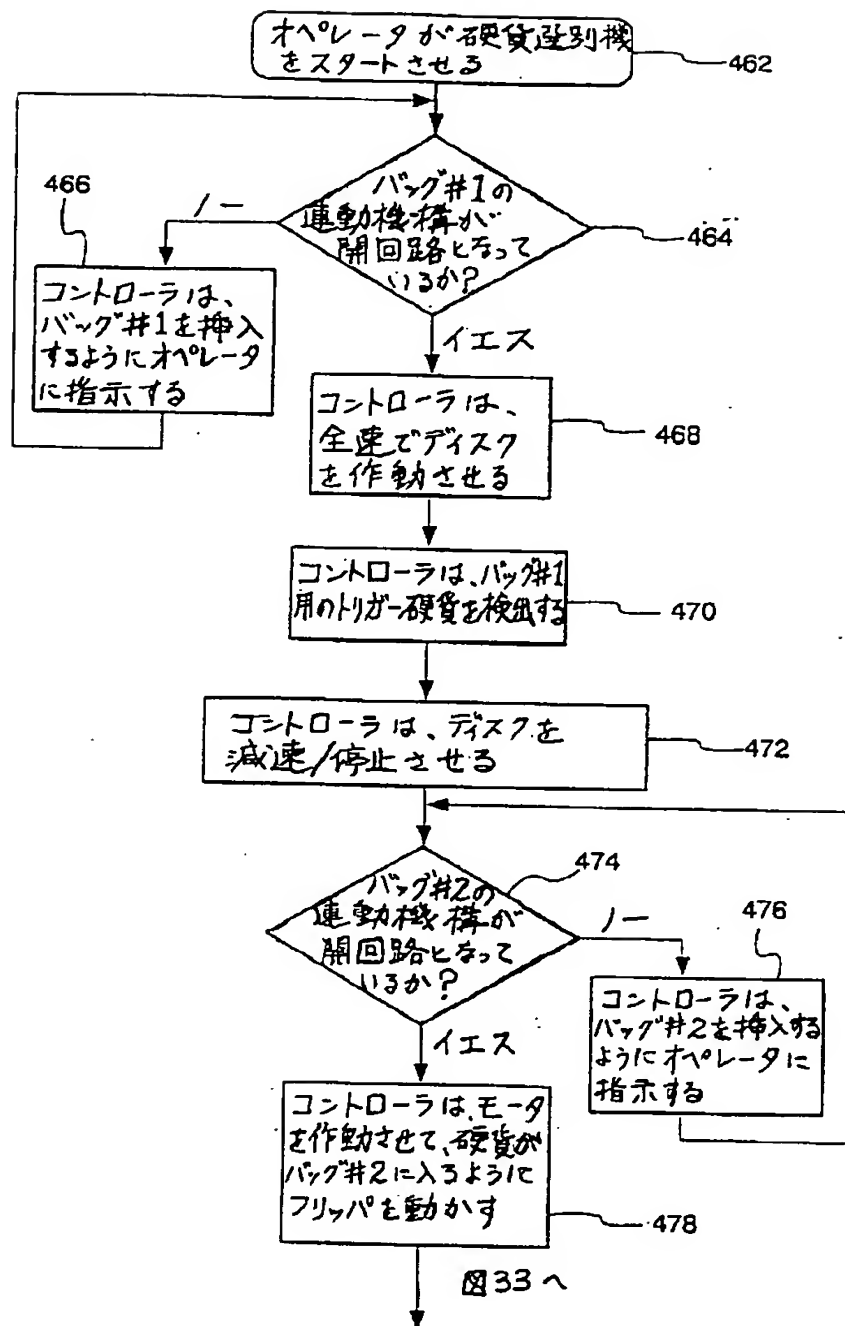 オペレータが硬貨選別機
をスタートさせる
462
バッグ#1の
連動機構が
開回路となって
いるか?
464
ノー
466
コントローラは、
バッグ#1を挿入
するようにオペレータ
に指示する
イエス
コントローラは、
全速でディスク
を作動させる
468
コントローラは、バッグ#1
用のトリガー硬貨を検出する
470
コントローラは、ディスクを
減速/停止させる
472
バッグ#2の
連動機構が
開回路となって
いるか?
474
ノー
476
コントローラは、
バッグ#2を挿入する
ようにオペレータに
指示する
イエス
コントローラは、モータ
を作動させて、硬貨が
バッグ#2に入るように
フリッパを動かす
478
図33へ